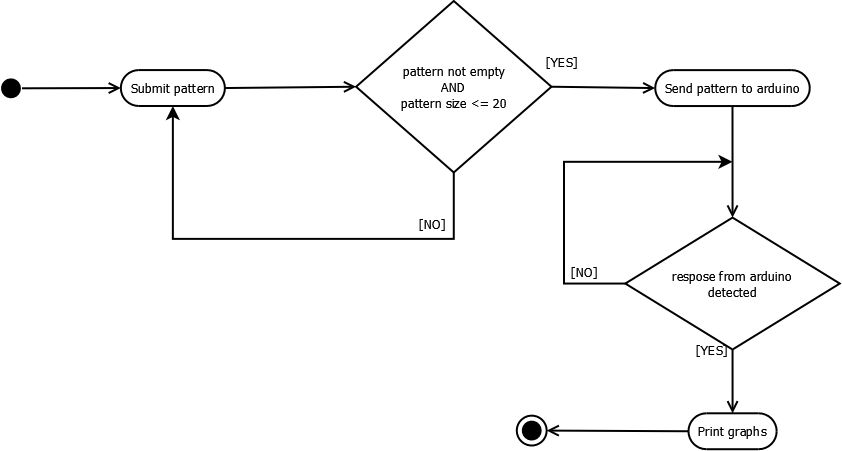 Submit pattern
pattern not empty
AND
pattern size <= 20
[YES]
Send pattern to arduino
[NO]
[NO]
respose from arduino
detected
[YES]
Print graphs